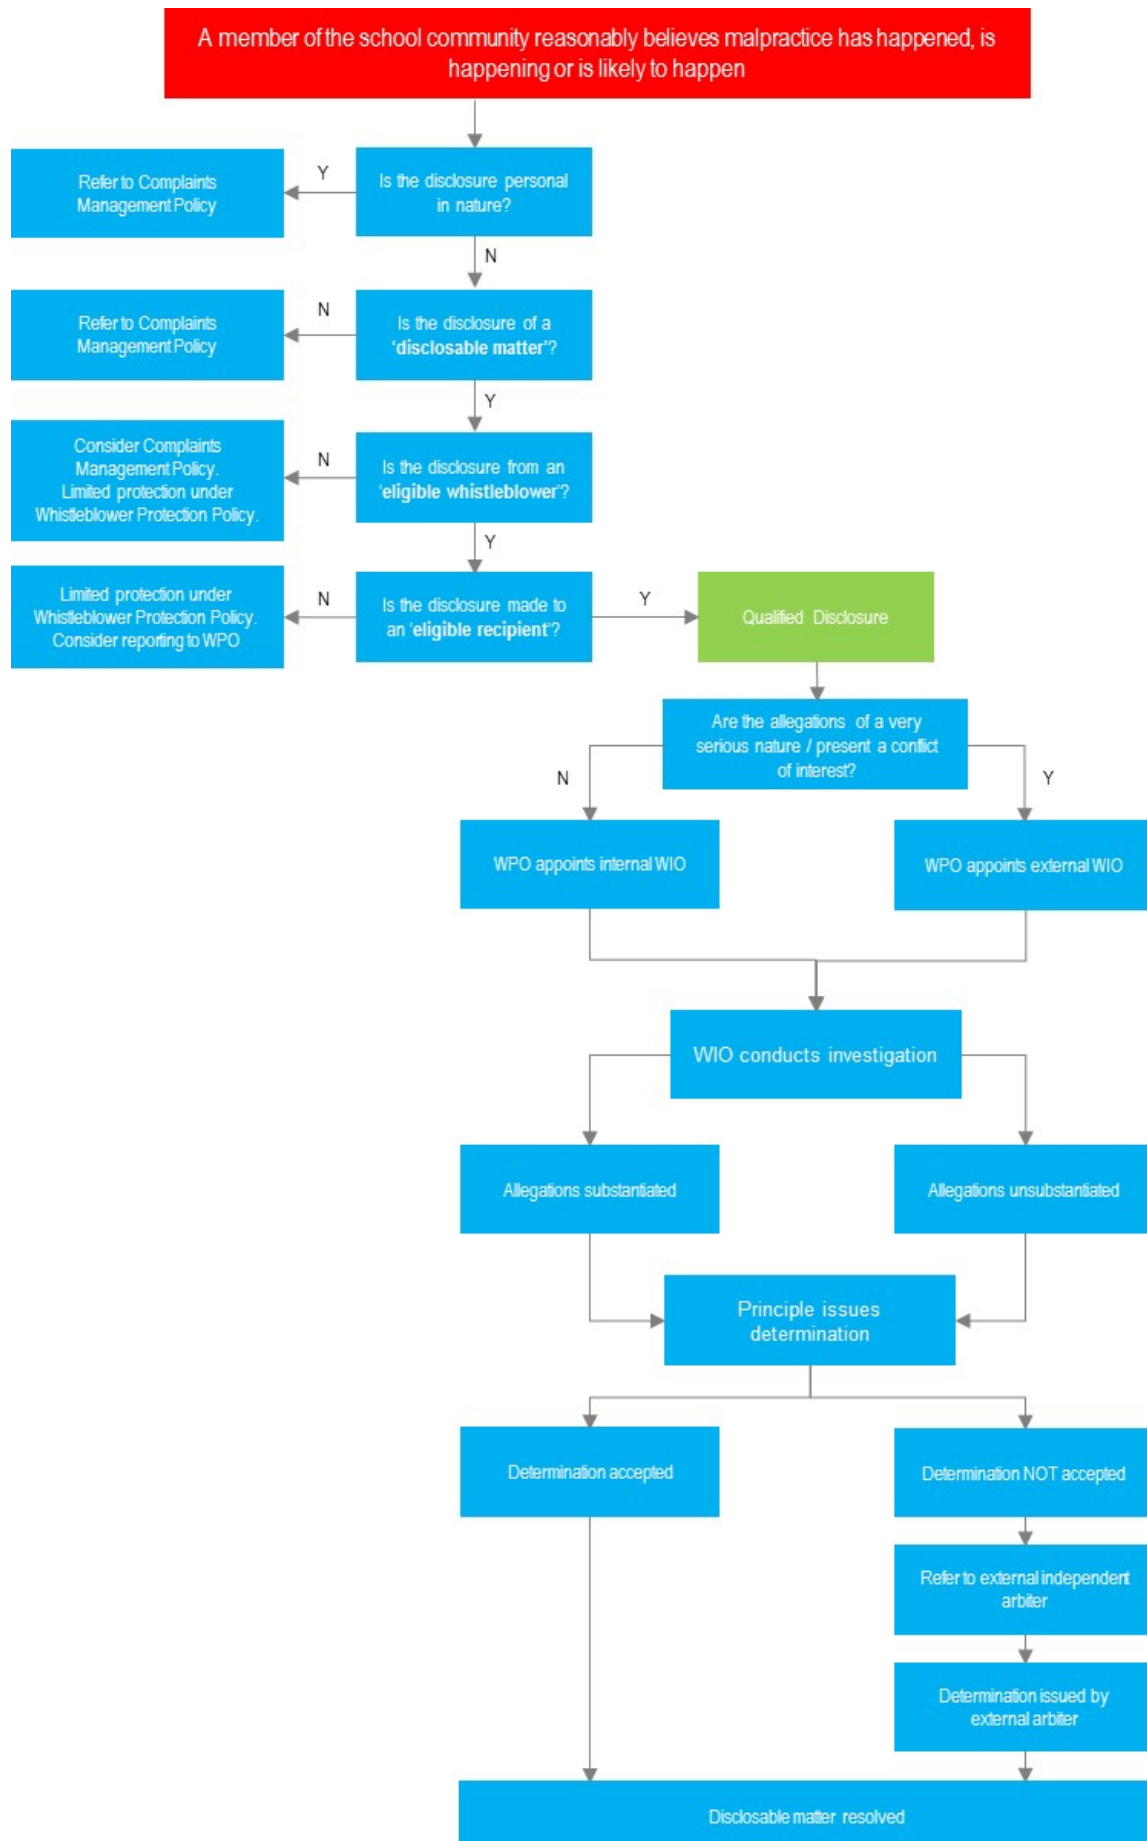 A member of the school community reasonably believes malpractice has happened, is
happening or is likely to happen
Refer to Complaints
Management Policy
Y
Is the disclosure personal
in nature?
N
Refer to Complaints
Management Policy
N
Is the disclosure of a
‘disclosable matter’?
Y
Consider Complaints
Management Policy.
Limited protection under
Whistleblower Protection Policy.
N
Is the disclosure from an
‘eligible whistleblower’?
Y
Limited protection under
Whistleblower Protection Policy.
Consider reporting to WPO
N
Is the disclosure made to
an ‘eligible recipient’?
Y
Qualified Disclosure
Are the allegations of a very
serious nature / present a conflict
of interest?
N
Y
WPO appoints internal WIO
WPO appoints external WIO
WIO conducts investigation
Allegations substantiated
Allegations unsubstantiated
Principle issues
determination
Determination accepted
Determination NOT accepted
Refer to external independent
arbiter
Determination issued by
external arbiter
Disclosable matter resolved